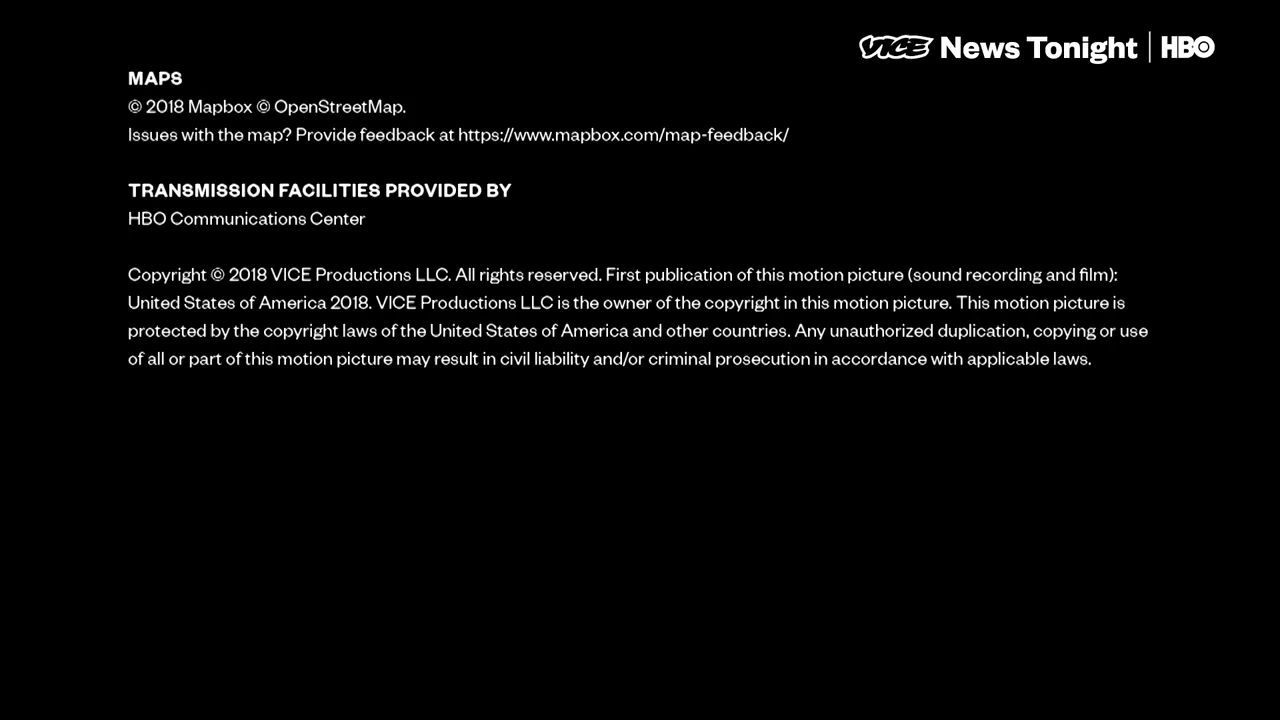 VICE News Tonight | HBO
MAPS
© 2018 Mapbox © OpenStreetMap.
Issues with the map? Provide feedback at https://www.mapbox.com/map-feedback/
TRANSMISSION FACILITIES PROVIDED BY
HBO Communications Center
Copyright © 2018 VICE Productions LLC. All rights reserved. First publication of this motion picture (sound recording and film):
United States of America 2018. VICE Productions LLC is the owner of the copyright in this motion picture. This motion picture is
protected by the copyright laws of the United States of America and other countries. Any unauthorized duplication, copying or use
of all or part of this motion picture may result in civil liability and/or criminal prosecution in accordance with applicable laws.